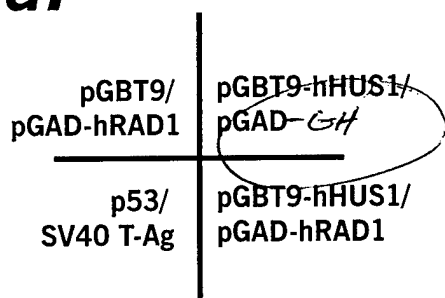 pGBT9/
pGAD-hRAD1
pGBT9-hHUS1/
pGAD-GH
p53/
SV40 T-Ag
pGBT9-hHUS1/
pGAD-hRAD1